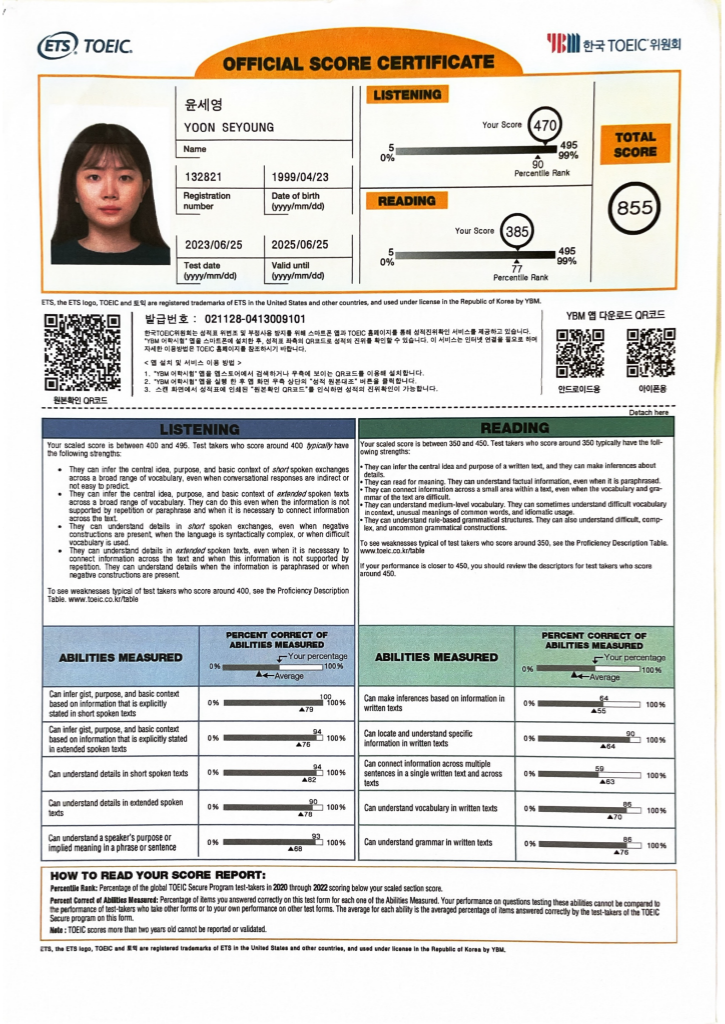 ETS TOEIC.
YBM 한국TOEIC위원회
OFFICIAL SCORE CERTIFICATE
윤세영
YOON SEYOUNG
Name
132821
1999/04/23
Registration number
Date of birth (yyyy/mm/dd)
2023/06/25
2025/06/25
Test date (yyyy/mm/dd)
Valid until (yyyy/mm/dd)
LISTENING
Your Score 470
5 495
0% 99%
90
Percentile Rank
READING
Your Score 385
5 495
0% 99%
77
Percentile Rank
TOTAL SCORE
855
ETS, the ETS logo, TOEIC and 토익 are registered trademarks of ETS in the United States and other countries, and used under license in the Republic of Korea by YBM.
원본확인 QR코드
발급번호 : 021128-0413009101
한국TOEIC위원회는 성적표 위변조 및 부정사용 방지를 위해 스마트폰 앱과 TOEIC 홈페이지를 통해 성적진위확인 서비스를 제공하고 있습니다.
"YBM 어학시험" 앱을 스마트폰에 설치한 후, 성적표 좌측의 QR코드로 성적의 진위를 확인할 수 있습니다. 이 서비스는 인터넷 연결을 필요로 하며
자세한 이용방법은 TOEIC 홈페이지를 참조하시기 바랍니다.
< 앱 설치 및 서비스 이용 방법 >
1. "YBM 어학시험" 앱을 앱스토어에서 검색하거나 우측에 보이는 QR코드를 이용해 설치합니다.
2. "YBM 어학시험" 앱을 실행 한 후 앱 화면 우측 상단의 "성적 원본대조" 버튼을 클릭합니다.
3. 스캔 화면에서 성적표에 인쇄된 "원본확인 QR코드"를 인식하면 성적의 진위확인이 가능합니다.
YBM 앱 다운로드 QR코드
안드로이드용
아이폰용
Detach here
LISTENING
Your scaled score is between 400 and 495. Test takers who score around 400 typically have
the following strengths:
• They can infer the central idea, purpose, and basic context of short spoken exchanges
across a broad range of vocabulary, even when conversational responses are indirect or
not easy to predict.
• They can infer the central idea, purpose, and basic context of extended spoken texts
across a broad range of vocabulary. They can do this even when the information is not
supported by repetition or paraphrase and when it is necessary to connect information
across the text.
• They can understand details in short spoken exchanges, even when negative
constructions are present, when the language is syntactically complex, or when difficult
vocabulary is used.
• They can understand details in extended spoken texts, even when it is necessary to
connect information across the text and when this information is not supported by
repetition. They can understand details when the information is paraphrased or when
negative constructions are present.
To see weaknesses typical of test takers who score around 400, see the Proficiency Description
Table. www.toeic.co.kr/table
READING
Your scaled score is between 350 and 450. Test takers who score around 350 typically have the fol-
lowing strengths:
• They can infer the central idea and purpose of a written text, and they can make inferences about
details.
• They can read for meaning. They can understand factual information, even when it is paraphrased.
• They can connect information across a small area within a text, even when the vocabulary and gra-
mmar of the text are difficult.
• They can understand medium-level vocabulary. They can sometimes understand difficult vocabulary
in context, unusual meanings of common words, and idiomatic usage.
• They can understand rule-based grammatical structures. They can also understand difficult, comp-
lex, and uncommon grammatical constructions.
To see weaknesses typical of test takers who score around 350, see the Proficiency Description Table.
www.toeic.co.kr/table
If your performance is closer to 450, you should review the descriptors for test takers who score
around 450.
ABILITIES MEASURED
PERCENT CORRECT OF
ABILITIES MEASURED
Your percentage
0% 100%
Average
Can infer gist, purpose, and basic context
based on information that is explicitly
stated in short spoken texts
0% 100 100%
▲79
Can infer gist, purpose, and basic context
based on information that is explicitly stated
in extended spoken texts
0% 94 100%
▲76
Can understand details in short spoken texts
0% 94 100%
▲82
Can understand details in extended spoken
texts
0% 90 100%
▲78
Can understand a speaker's purpose or
implied meaning in a phrase or sentence
0% 93 100%
▲68
ABILITIES MEASURED
PERCENT CORRECT OF
ABILITIES MEASURED
Your percentage
0% 100%
Average
Can make inferences based on information in
written texts
0% 64 100%
▲55
Can locate and understand specific
information in written texts
0% 90 100%
▲64
Can connect information across multiple
sentences in a single written text and across
texts
0% 59 100%
▲63
Can understand vocabulary in written texts
0% 86 100%
▲70
Can understand grammar in written texts
0% 86 100%
▲76
HOW TO READ YOUR SCORE REPORT:
Percentile Rank: Percentage of the global TOEIC Secure Program test-takers in 2020 through 2022 scoring below your scaled section score.
Percent Correct of Abilities Measured: Percentage of items you answered correctly on this test form for each one of the Abilities Measured. Your performance on questions testing these abilities cannot be compared to
the performance of test-takers who take other forms or to your own performance on other test forms. The average for each ability is the averaged percentage of items answered correctly by the test-takers of the TOEIC
Secure program on this form.
Note : TOEIC scores more than two years old cannot be reported or validated.
ETS, the ETS logo, TOEIC and 토익 are registered trademarks of ETS in the United States and other countries, and used under license in the Republic of Korea by YBM.